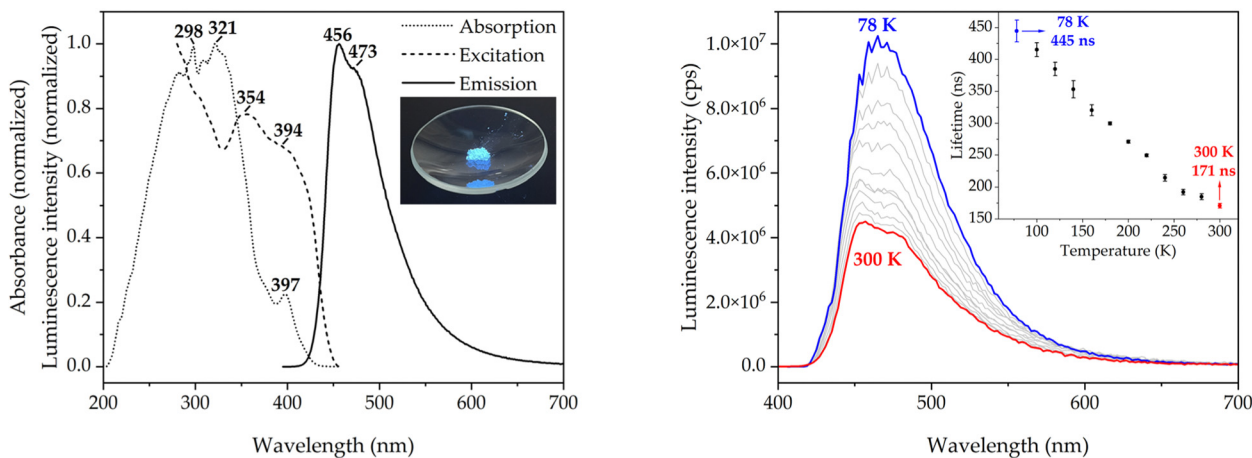 Absorbance (normalized)
Luminescence intensity (normalized)
1.0
0.8
0.6
0.4
0.2
0.0
298
321
354
394
397
456
473
Absorption
Excitation
Emission
200 300 400 500 600 700
Wavelength (nm)
Luminescence intensity (cps)
1.0×10⁷
8.0×10⁶
6.0×10⁶
4.0×10⁶
2.0×10⁶
0.0
78 K
300 K
400 500 600 700
Wavelength (nm)
Lifetime (ns)
450
400
350
300
250
200
150
78 K
445 ns
300 K
171 ns
100 125 150 175 200 225 250 275 300
Temperature (K)